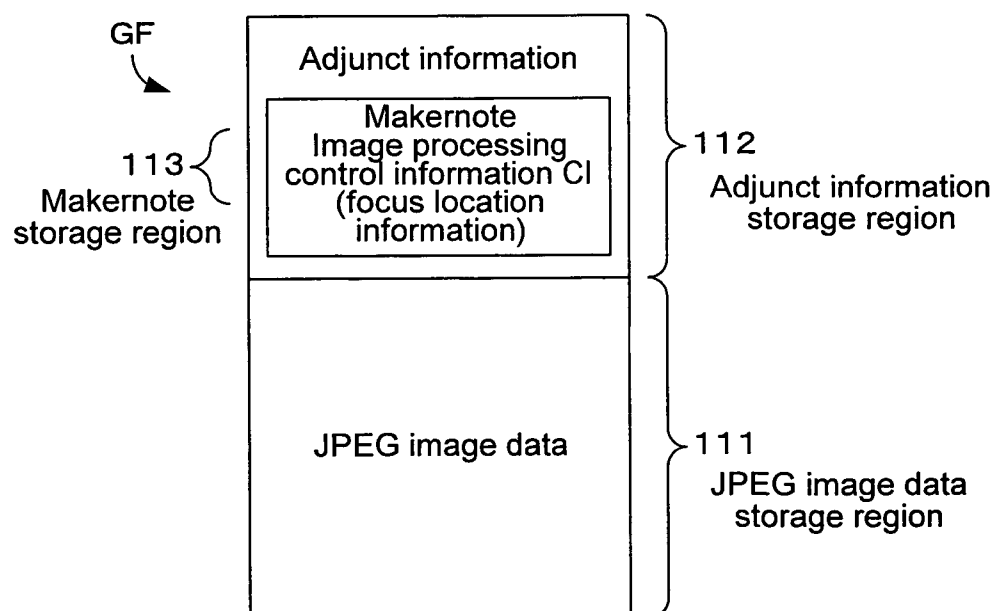 GF
Adjunct information
Makernote
Image processing
control information CI
(focus location
information)
113
Makernote
storage region
112
Adjunct information
storage region
JPEG image data
111
JPEG image data
storage region